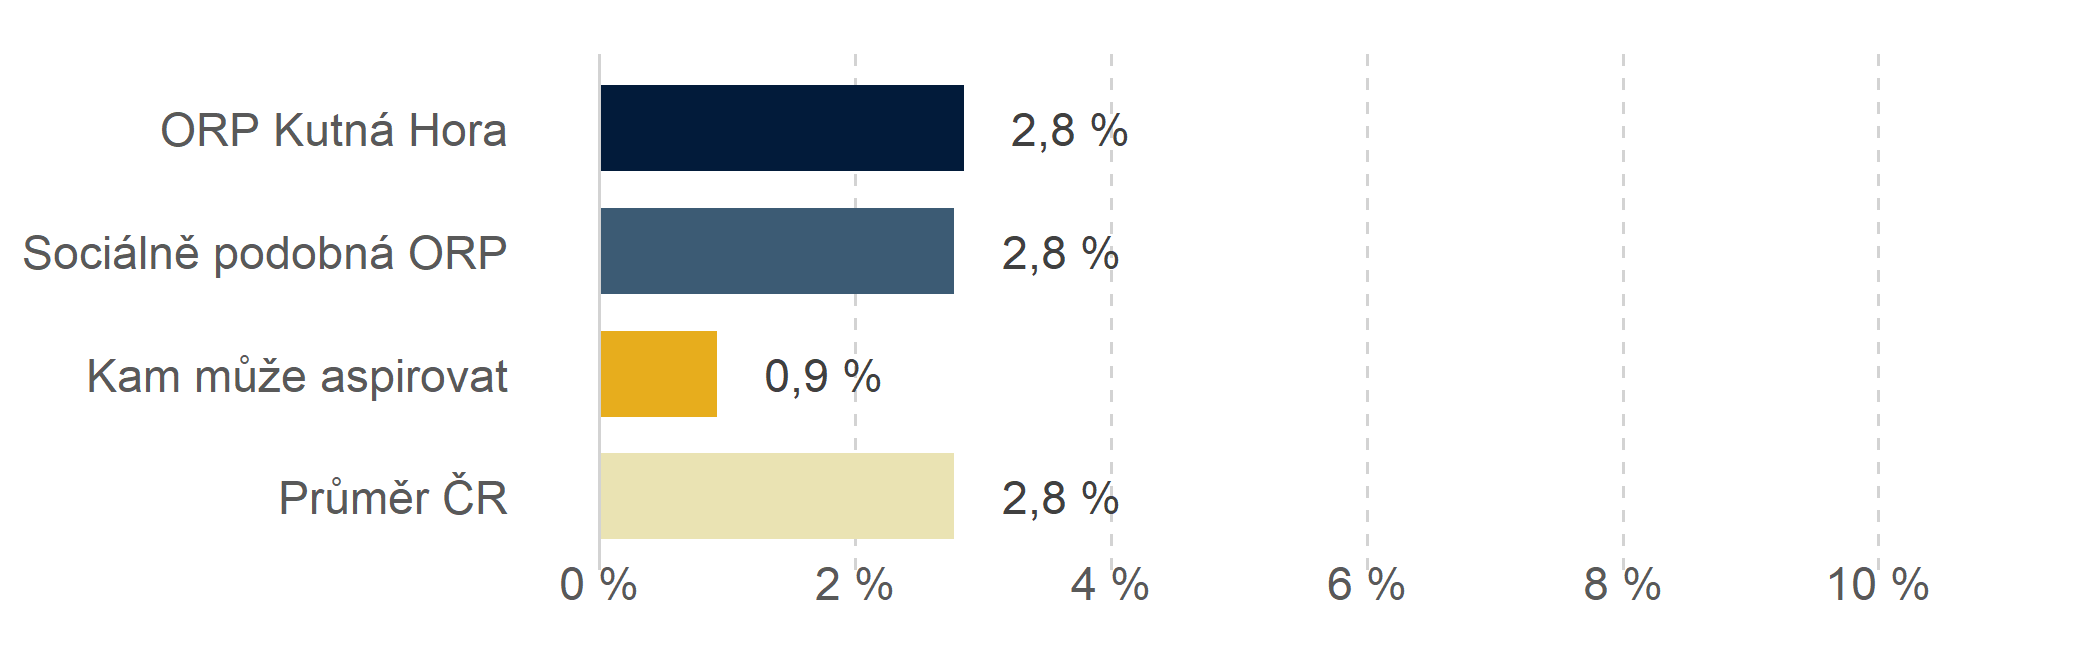 ORP Kutná Hora 2,8 %
Sociálně podobná ORP 2,8 %
Kam může aspirovat 0,9 %
Průměr ČR 2,8 %
0 % 2 % 4 % 6 % 8 % 10 %